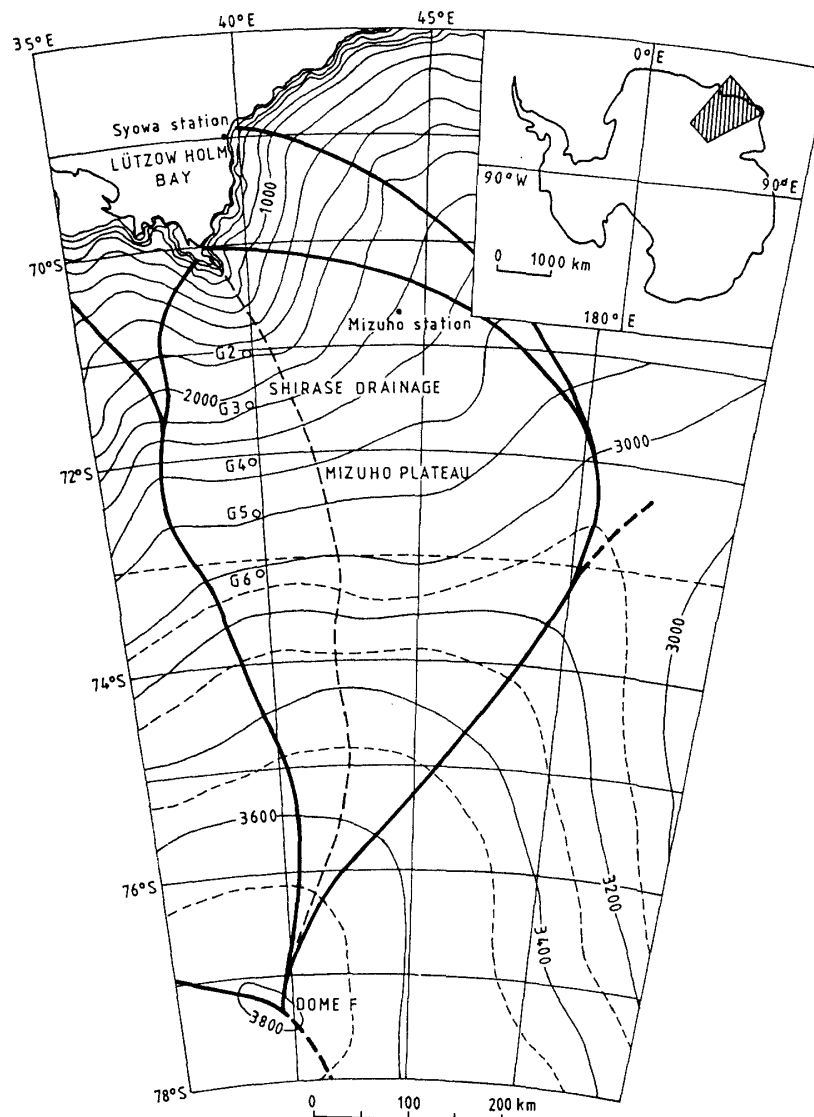 35°E
40°E
45°E
0°E
90°W
90°E
0 1000 km
180°E
Syowa station
LÜTZOW HOLM
BAY
1000
70°S
Mizuho station
G2
2000
SHIRASE DRAINAGE
G3
3000
72°S
G4
MIZUHO PLATEAU
G5
G6
3000
74°S
3600
76°S
3200
3400
DOME F
3800
78°S
0 100 200 km